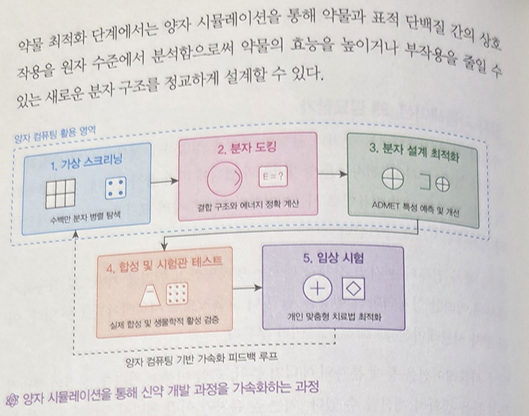 약물 최적화 단계에서는 양자 시뮬레이션을 통해 약물과 표적 단백질 간의 상호
작용을 원자 수준에서 분석함으로써 약물의 효능을 높이거나 부작용을 줄일 수
있는 새로운 분자 구조를 정교하게 설계할 수 있다.
양자 컴퓨팅 활용 영역
1. 가상 스크리닝
수백만 분자 병렬 탐색
2. 분자 도킹
E = ?
결합 구조와 에너지 정확 계산
3. 분자 설계 최적화
ADMET 특성 예측 및 개선
4. 합성 및 시험관 테스트
실제 합성 및 생물학적 활성 검증
5. 임상 시험
개인 맞춤형 치료법 최적화
양자 컴퓨팅 기반 가속화 피드백 루프
양자 시뮬레이션을 통해 신약 개발 과정을 가속화하는 과정